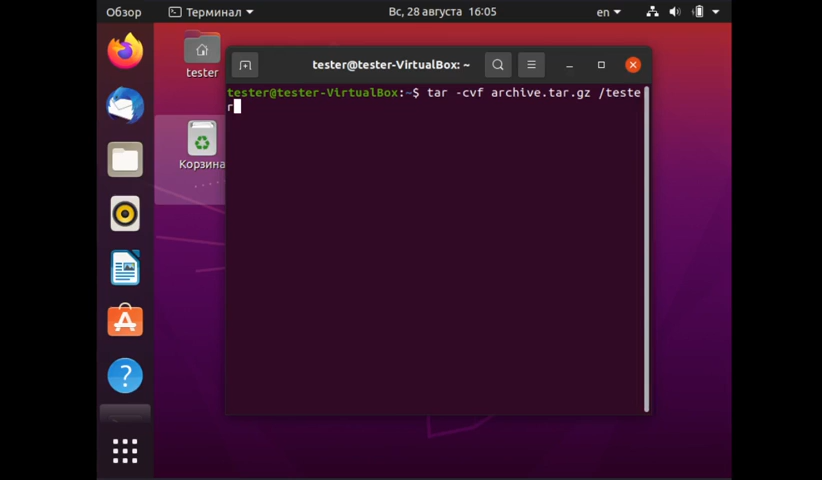 Обзор
Терминал
Вс, 28 августа 16:05
en
tester@tester-VirtualBox: ~
tester
Корзина
tester@tester-VirtualBox:~$ tar -cvf archive.tar.gz /teste
r